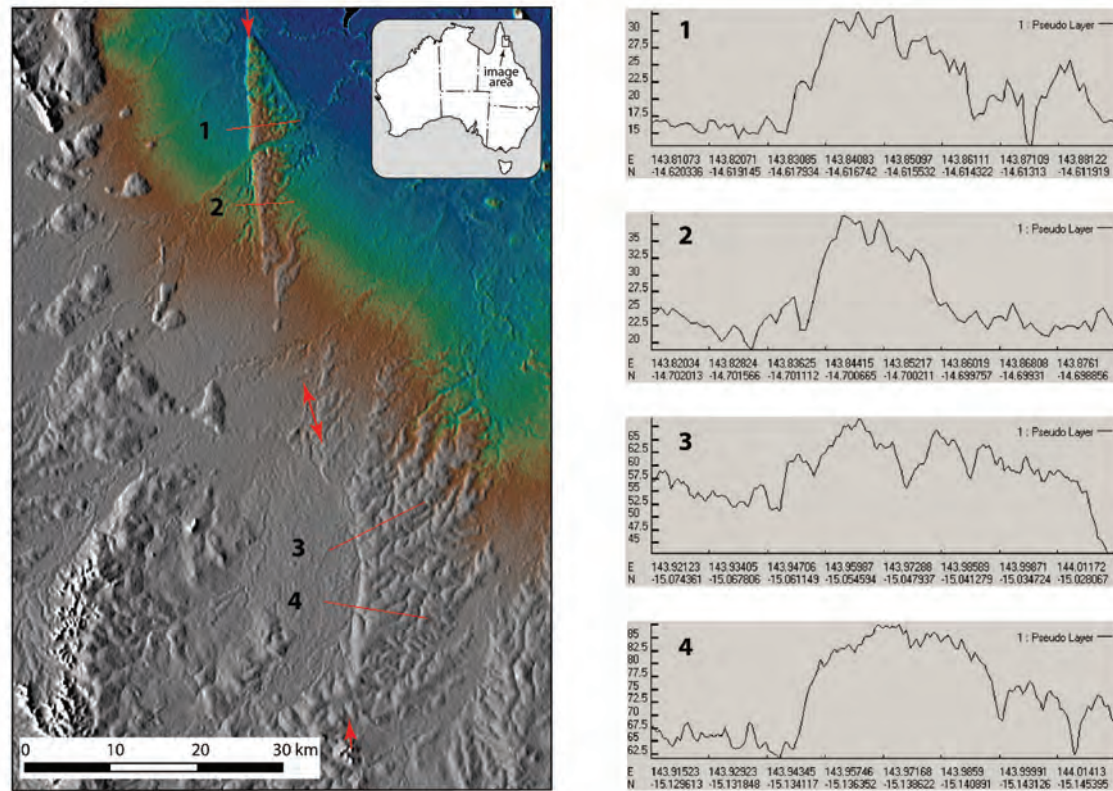 image
area
1
2
3
4
0 10 20 30 km
1
1 : Pseudo Layer
30
27.5
25
22.5
20
17.5
15
E 143.81073 143.82071 143.83085 143.84083 143.85097 143.86111 143.87109 143.88122
N -14.620336 -14.619145 -14.617934 -14.616742 -14.615532 -14.614322 -14.61313 -14.611919
2
1 : Pseudo Layer
35
32.5
30
27.5
25
22.5
20
E 143.82034 143.82824 143.83625 143.84415 143.85217 143.86019 143.86808 143.8761
N -14.702013 -14.701566 -14.701112 -14.700665 -14.700211 -14.699757 -14.69931 -14.698856
3
1 : Pseudo Layer
65
62.5
60
57.5
55
52.5
50
45
E 143.92123 143.93405 143.94706 143.95987 143.97288 143.98589 143.99871 144.01172
N -15.074361 -15.067806 -15.061149 -15.054594 -15.047937 -15.041279 -15.034724 -15.028067
4
1 : Pseudo Layer
85
82.5
80
77.5
75
72.5
70
67.5
65
62.5
E 143.91523 143.92923 143.94345 143.95746 143.97168 143.9859 143.99991 144.01413
N -15.129613 -15.131848 -15.134117 -15.136352 -15.138622 -15.140891 -15.143126 -15.145395